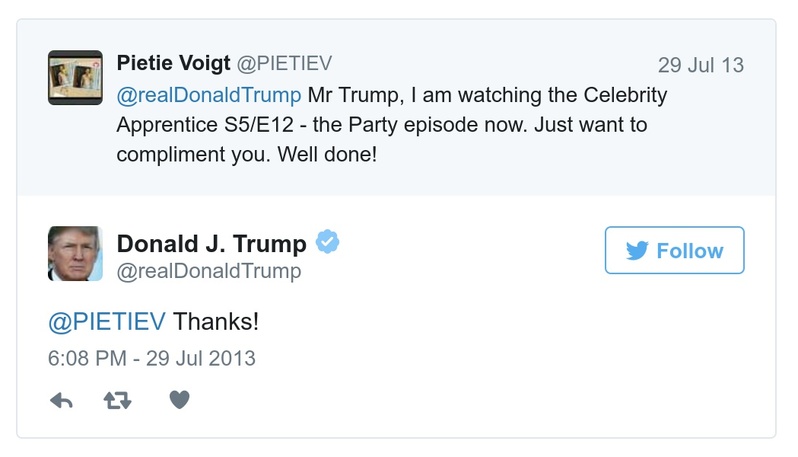 Pietie Voigt @PIETIEV 29 Jul 13
@realDonaldTrump Mr Trump, I am watching the Celebrity
Apprentice S5/E12 - the Party episode now. Just want to
compliment you. Well done!
Donald J. Trump
@realDonaldTrump
Follow
@PIETIEV Thanks!
6:08 PM - 29 Jul 2013